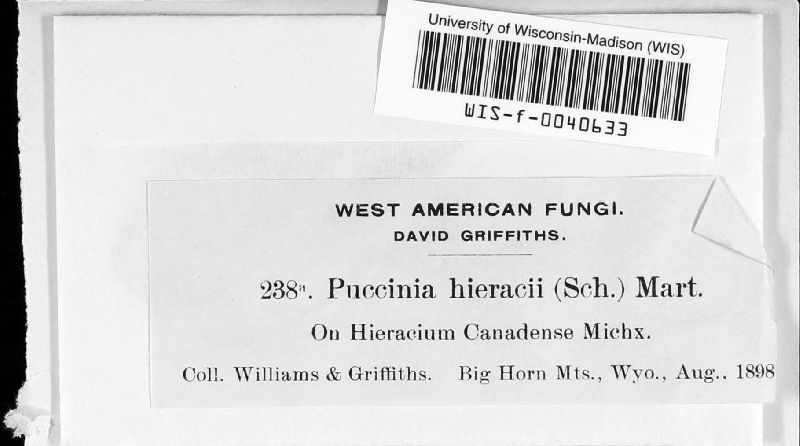 University of Wisconsin-Madison (WIS)
WIS-f-0040633
WEST AMERICAN FUNGI.
DAVID GRIFFITHS.
238ª. Puccinia hieracii (Sch.) Mart.
On Hieracium Canadense Michx.
Coll. Williams & Griffiths. Big Horn Mts., Wyo., Aug.. 1898